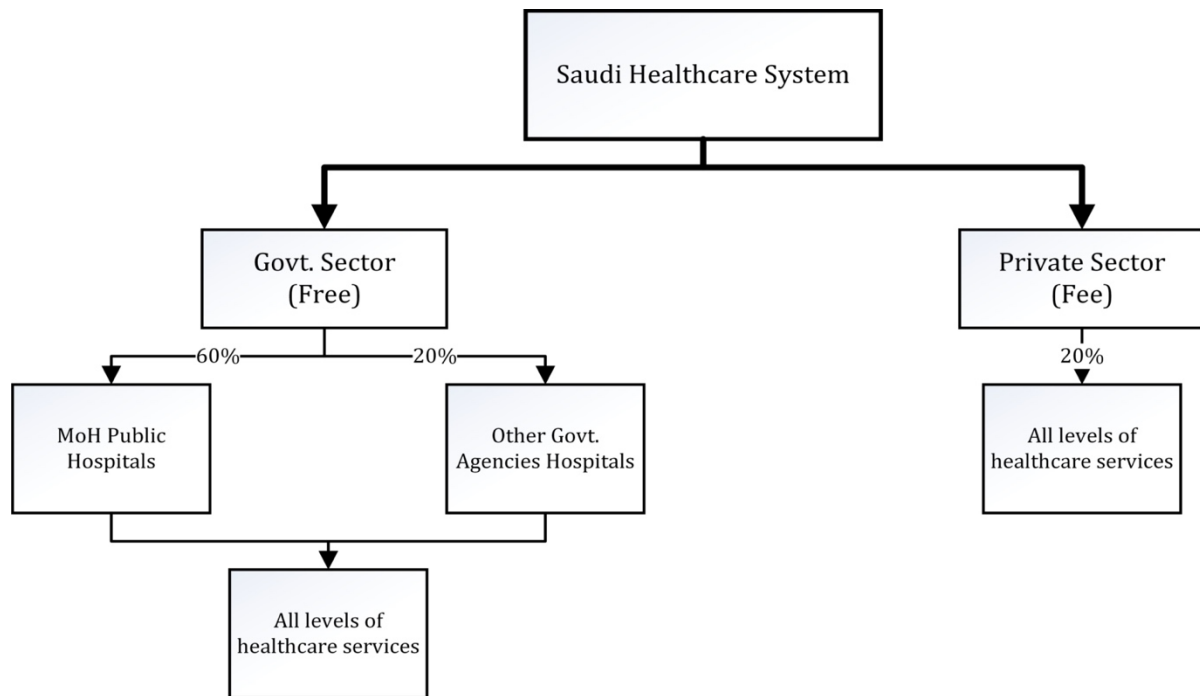 Saudi Healthcare System
Govt. Sector
(Free)
Private Sector
(Fee)
60%
20%
20%
MoH Public
Hospitals
Other Govt.
Agencies Hospitals
All levels of
healthcare services
All levels of
healthcare services